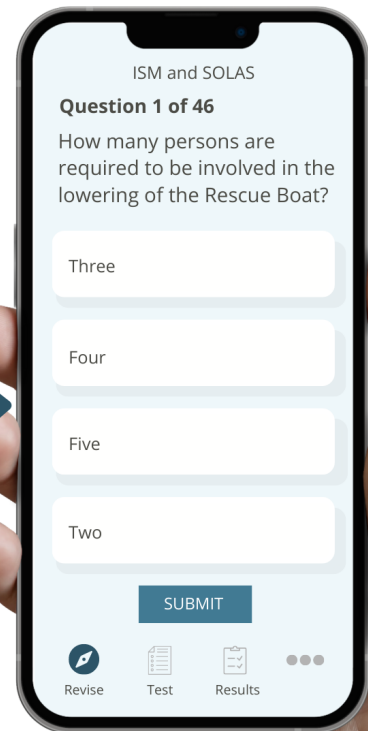 ISM and SOLAS
Question 1 of 46
How many persons are
required to be involved in the
lowering of the Rescue Boat?
Three
Four
Five
Two
SUBMIT
Revise Test Results